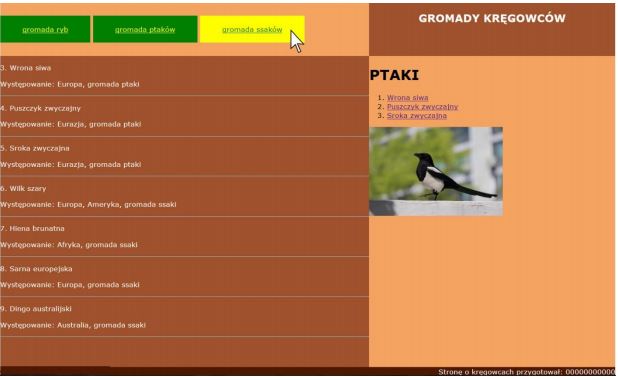 gromada ryb
gromada ptaków
gromada ssaków
GROMADY KRĘGOWCÓW
3. Wrona siwa
Występowanie: Europa, gromada ptaki
4. Puszczyk zwyczajny
Występowanie: Eurazja, gromada ptaki
5. Sroka zwyczajna
Występowanie: Eurazja, gromada ptaki
6. Wilk szary
Występowanie: Europa, Ameryka, gromada ssaki
7. Hiena brunatna
Występowanie: Afryka, gromada ssaki
8. Sarna europejska
Występowanie: Europa, gromada ssaki
9. Dingo australijski
Występowanie: Australia, gromada ssaki
PTAKI
1. Wrona siwa
2. Puszczyk zwyczajny
3. Sroka zwyczajna
Stronę o kręgowcach przygotował: 00000000000